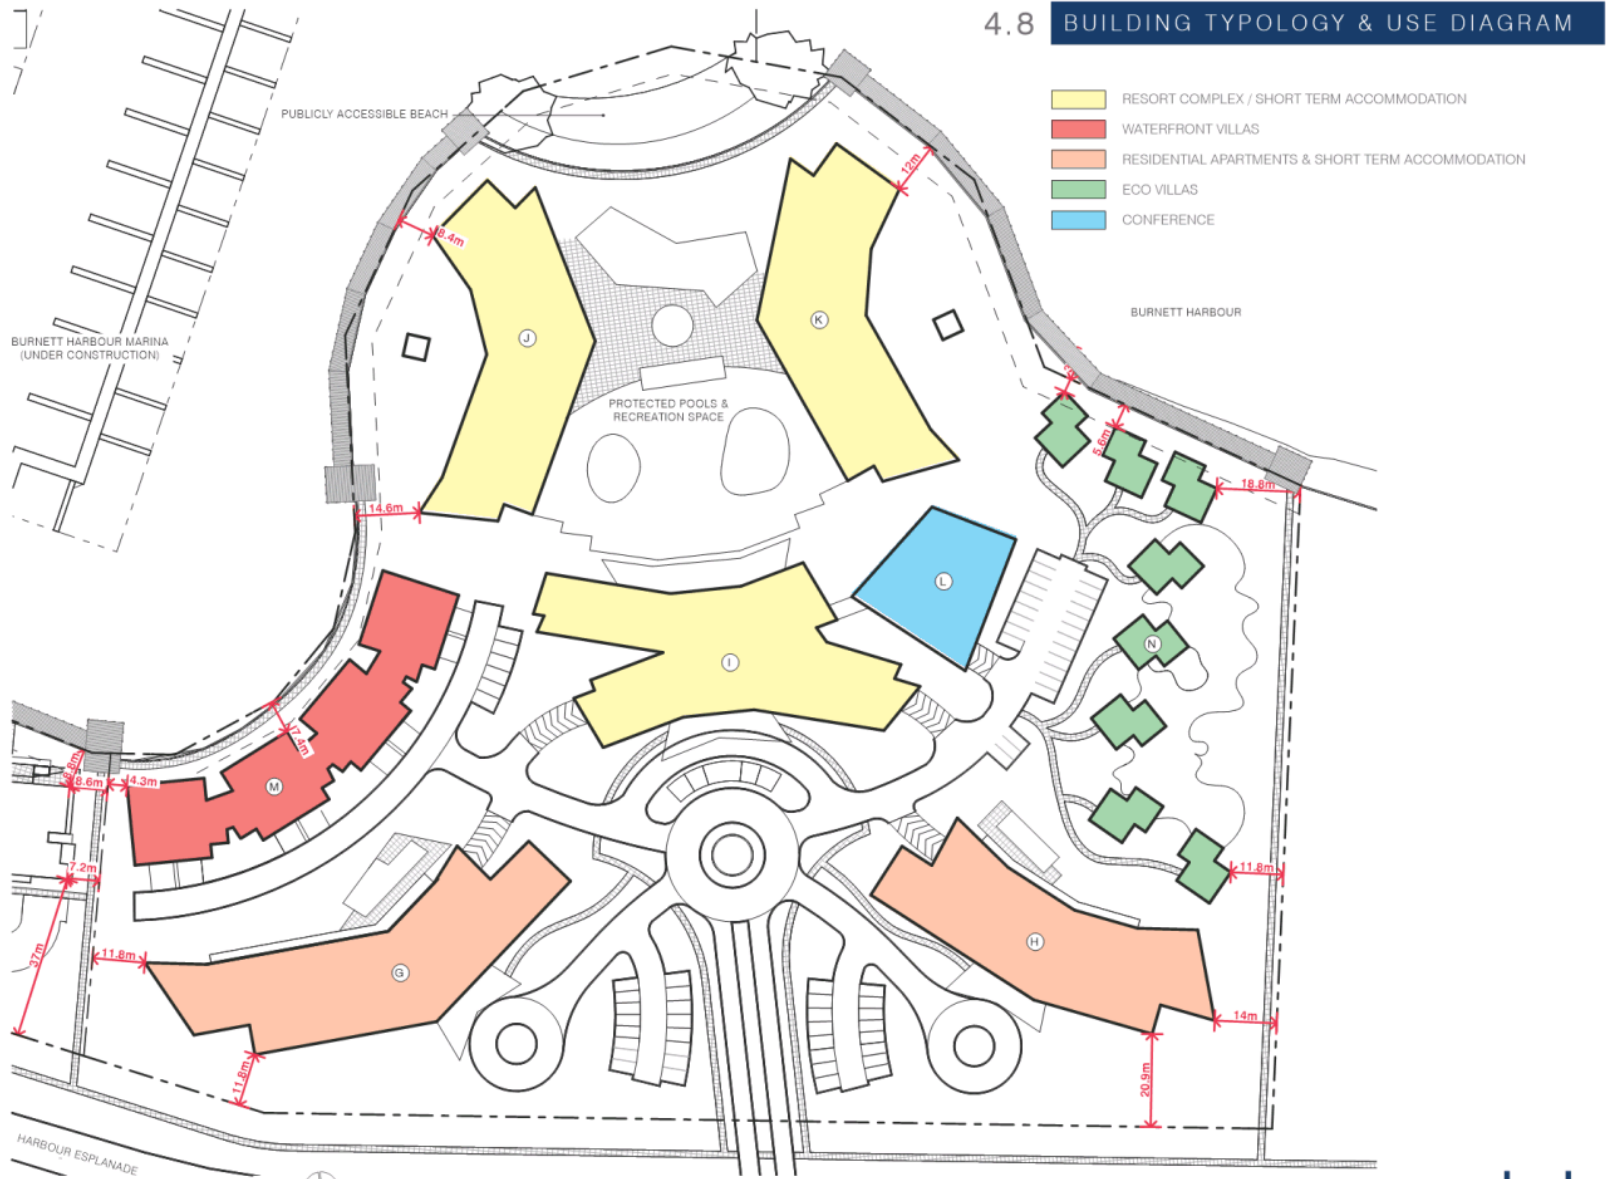 4.8 BUILDING TYPOLOGY & USE DIAGRAM
RESORT COMPLEX / SHORT TERM ACCOMMODATION
WATERFRONT VILLAS
RESIDENTIAL APARTMENTS & SHORT TERM ACCOMMODATION
ECO VILLAS
CONFERENCE
PUBLICLY ACCESSIBLE BEACH
12m
8.4m
BURNETT HARBOUR
BURNETT HARBOUR MARINA
(UNDER CONSTRUCTION)
J
K
PROTECTED POOLS &
RECREATION SPACE
5.6m
18.8m
14.6m
L
I
N
7.4m
M
8.8m
8.6m
4.3m
7.2m
11.8m
37m
11.8m
G
H
14m
11.8m
20.9m
HARBOUR ESPLANADE